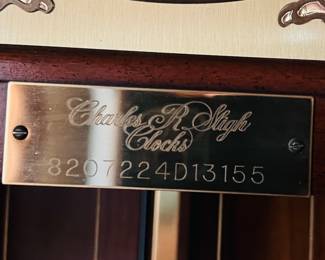 Charles R Sligh
Clocks
8207224D13155